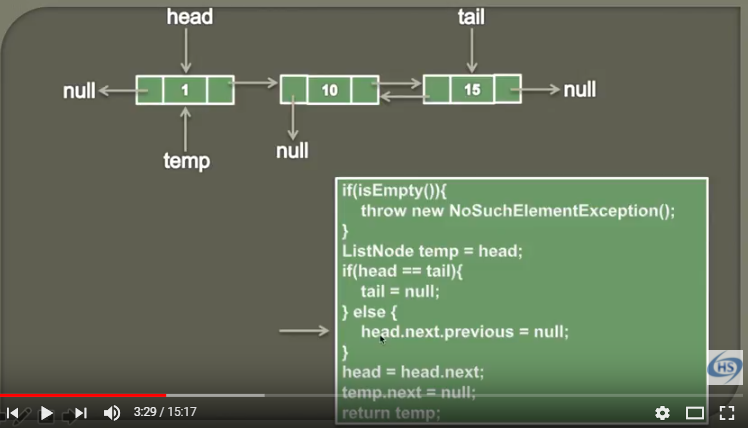 head
tail
null
1
10
15
null
temp
null
if(isEmpty()){
throw new NoSuchElementException();
}
ListNode temp = head;
if(head == tail){
tail = null;
} else {
head.next.previous = null;
}
head = head.next;
temp.next = null;
return temp;
HS
3:29 / 15:17